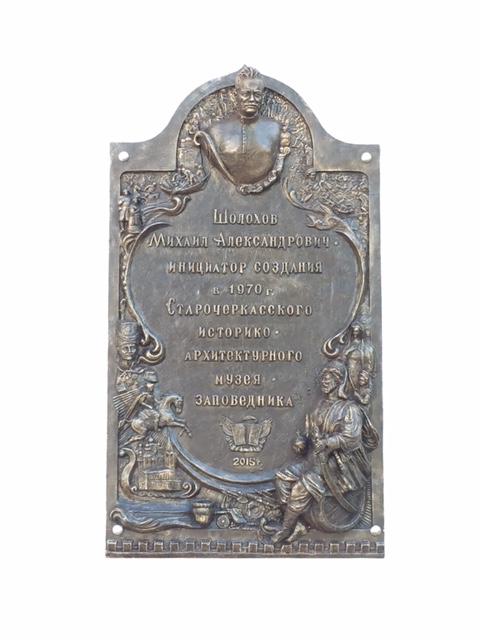 Шолохов
Михаил Александрович·
инициатор создания
в 1970 г.
Старочеркасского
историко·
архитектурного
музея·
заповедника
2015 г.